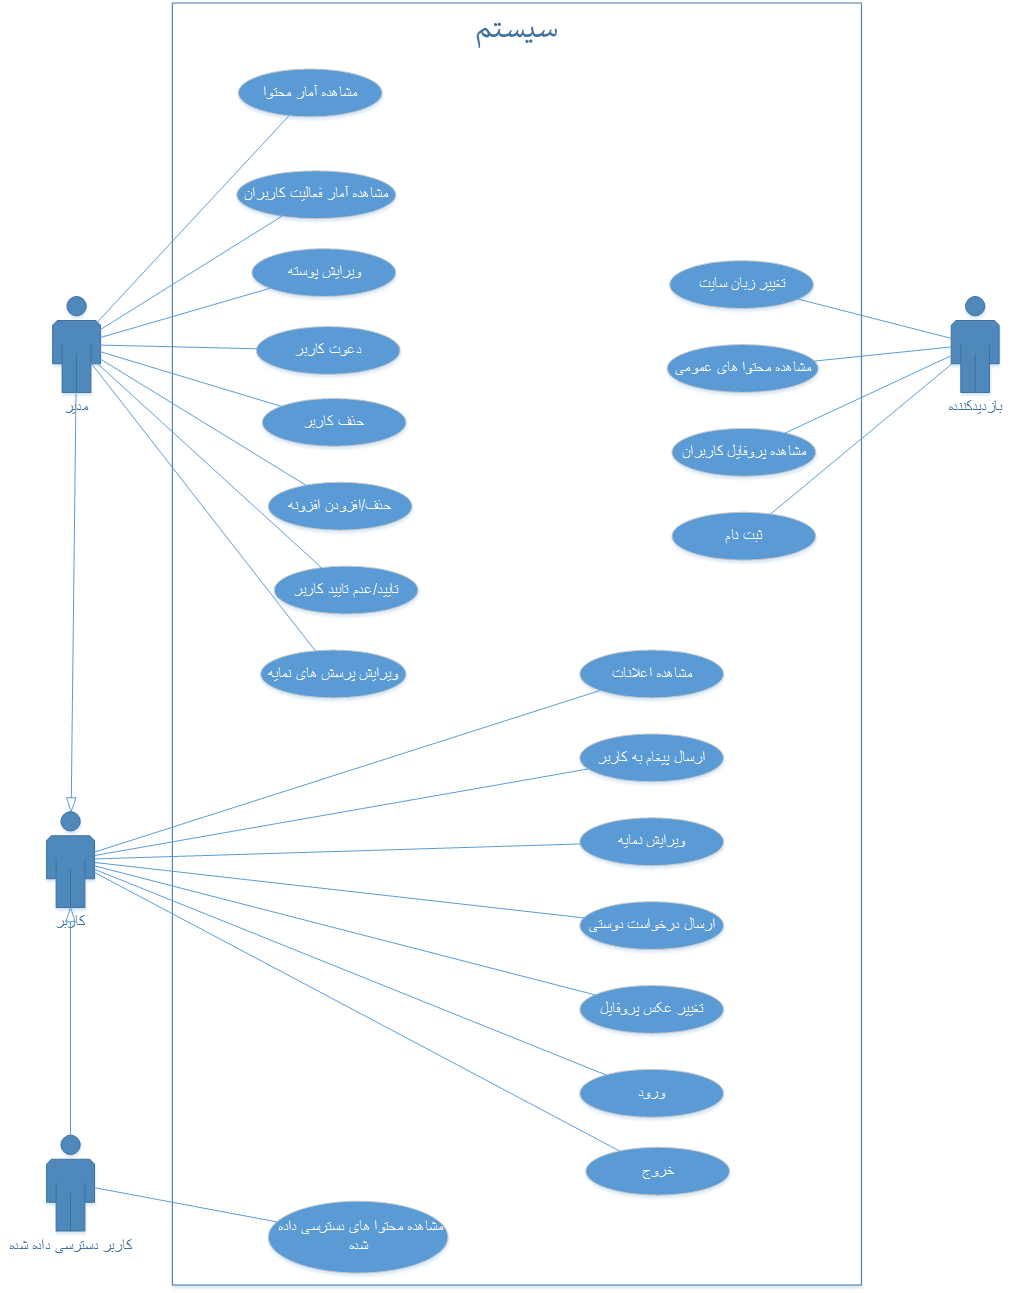 سیستم
مشاهده آمار محتوا
مشاهده آمار فعالیت کاربران
ویرایش پوسته
دعوت کاربر
حذف کاربر
حذف/افزودن افزونه
تایید/عدم تایید کاربر
ویرایش پرسش های نمایه
مدیر
تغییر زبان سایت
مشاهده محتوا های عمومی
مشاهده پروفایل کاربران
ثبت نام
بازدیدکننده
مشاهده اعلانات
ارسال پیغام به کاربر
ویرایش نمایه
ارسال درخواست دوستی
تغییر عکس پروفایل
ورود
خروج
کاربر
مشاهده محتوا های دسترسی داده
شده
کاربر دسترسی داده شده